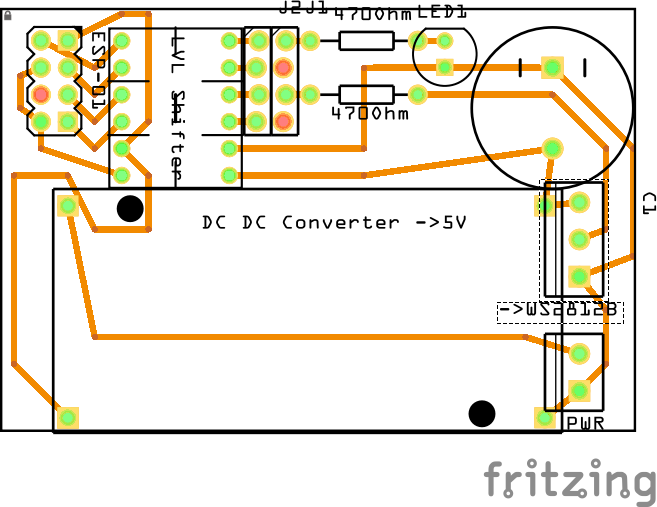 J2J1
470Ohm
LED1
ESP-01
LVL Shifter
470Ohm
C1
DC DC Converter ->5V
->WS2812B
PWR
fritzing